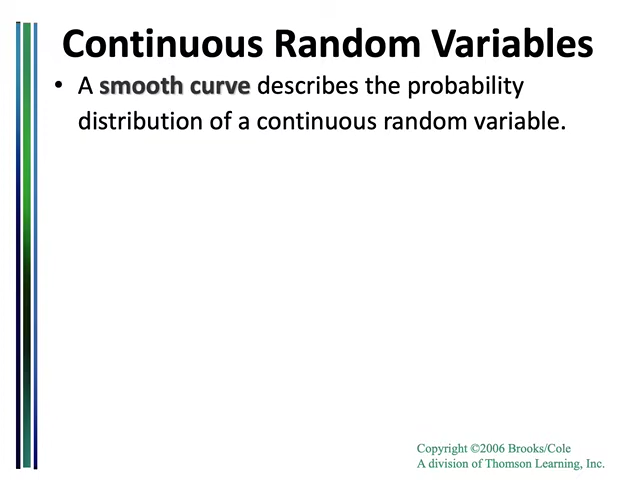 Continuous Random Variables
• A smooth curve describes the probability
distribution of a continuous random variable.
Copyright ©2006 Brooks/Cole
A division of Thomson Learning, Inc.